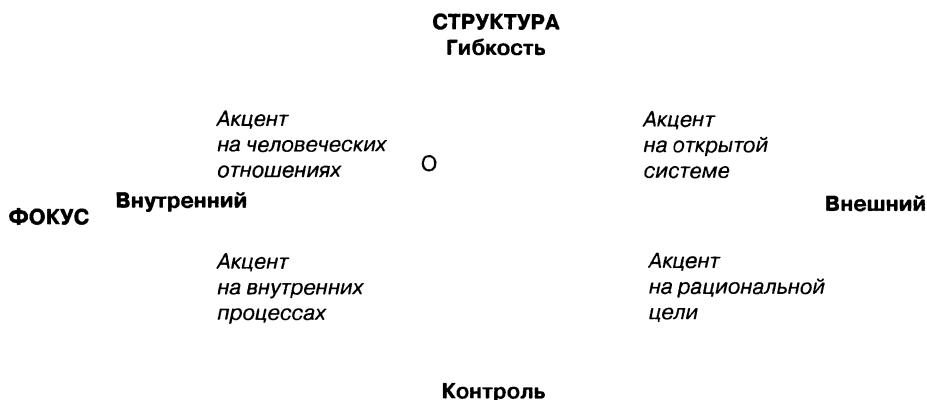 СТРУКТУРА
Гибкость
Акцент
на человеческих
отношениях
О
Акцент
на открытой
системе
ФОКУС
Внутренний
Внешний
Акцент
на внутренних
процессах
Акцент
на рациональной
цели
Контроль